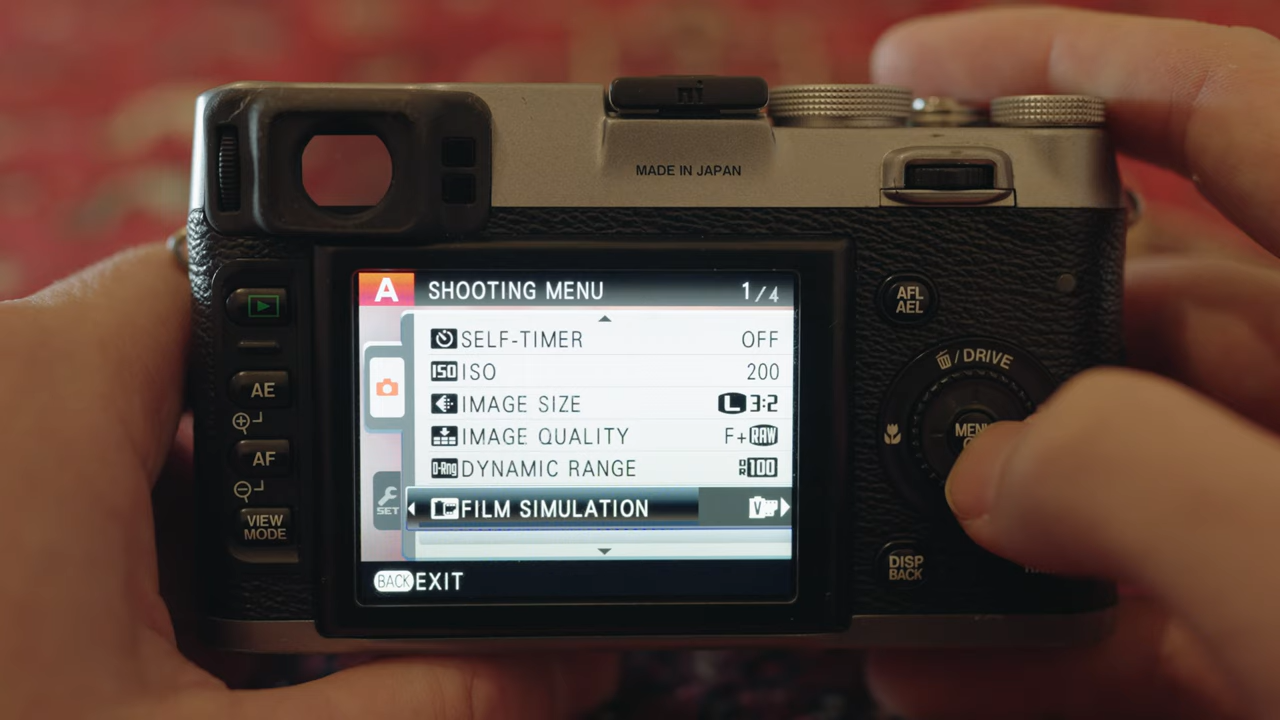 MADE IN JAPAN
A SHOOTING MENU 1/4
SELF-TIMER OFF
ISO ISO 200
IMAGE SIZE L 3:2
IMAGE QUALITY F+RAW
D-Rng DYNAMIC RANGE DR100
FILM SIMULATION V
SET
BACK EXIT
AE
AF
VIEW
MODE
AFL
AEL
/ DRIVE
DISP
BACK